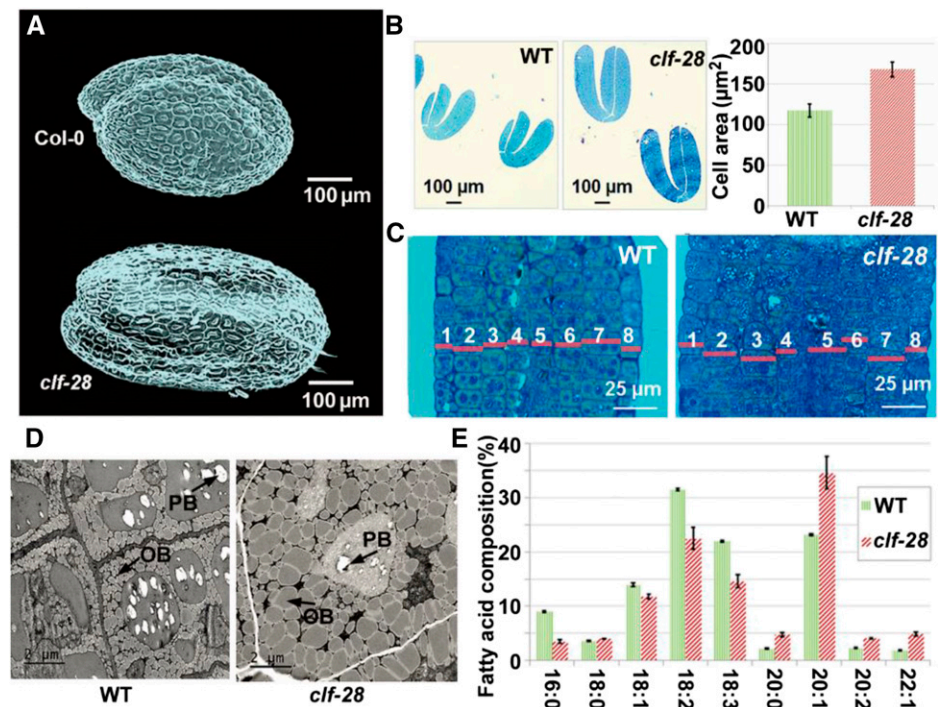 A
Col-0
100 µm
clf-28
100 µm
B
WT
100 µm
clf-28
100 µm
Cell area (µm²)
200
150
100
50
0
WT
clf-28
C
WT
1 2 3 4 5 6 7 8
25 µm
clf-28
1 2 3 4 5 6 7 8
25 µm
D
PB
OB
2 µm
WT
PB
OB
2 µm
clf-28
E
Fatty acid composition(%)
40
30
20
10
0
WT
clf-28
16:0
18:0
18:1
18:2
18:3
20:0
20:1
20:2
22:1